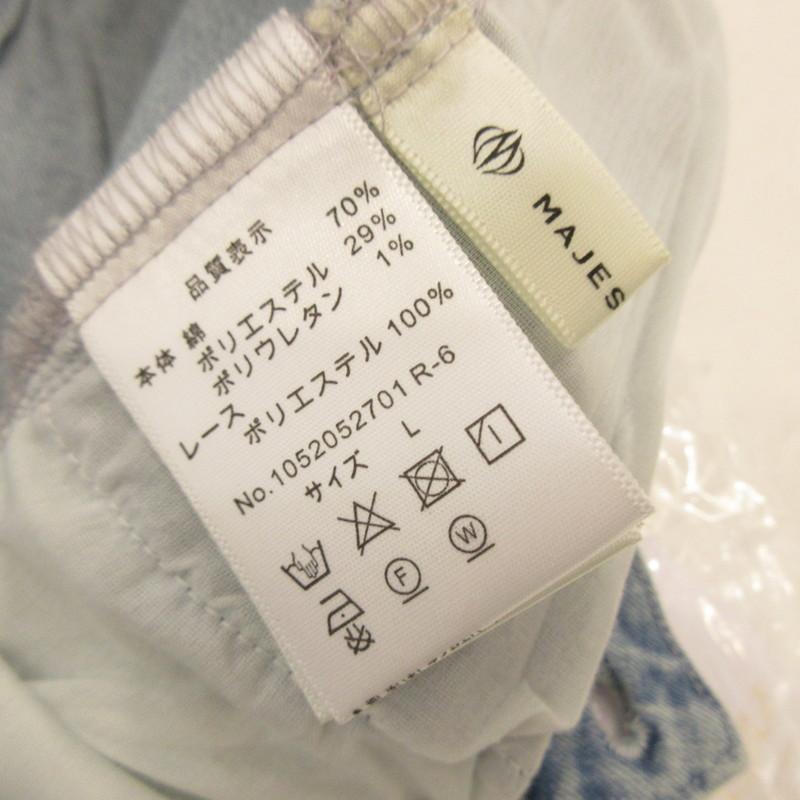 品質表示
本体 綿 70%
ポリエステル 29%
ポリウレタン 1%
レース
ポリエステル 100%
No.1052052701 R-6
サイズ L
F
W
MAJES